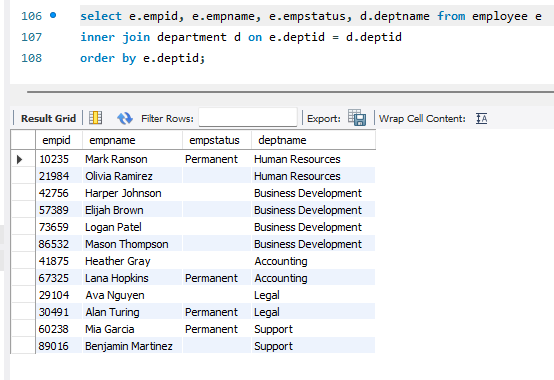 106 select e.empid, e.empname, e.empstatus, d.deptname from employee e
107 inner join department d on e.deptid = d.deptid
108 order by e.deptid;
Result Grid Filter Rows: Export: Wrap Cell Content: IA
empid empname empstatus deptname
10235 Mark Ranson Permanent Human Resources
21984 Olivia Ramirez Human Resources
42756 Harper Johnson Business Development
57389 Elijah Brown Business Development
73659 Logan Patel Business Development
86532 Mason Thompson Business Development
41875 Heather Gray Accounting
67325 Lana Hopkins Permanent Accounting
29104 Ava Nguyen Legal
30491 Alan Turing Permanent Legal
60238 Mia Garcia Permanent Support
89016 Benjamin Martinez Support